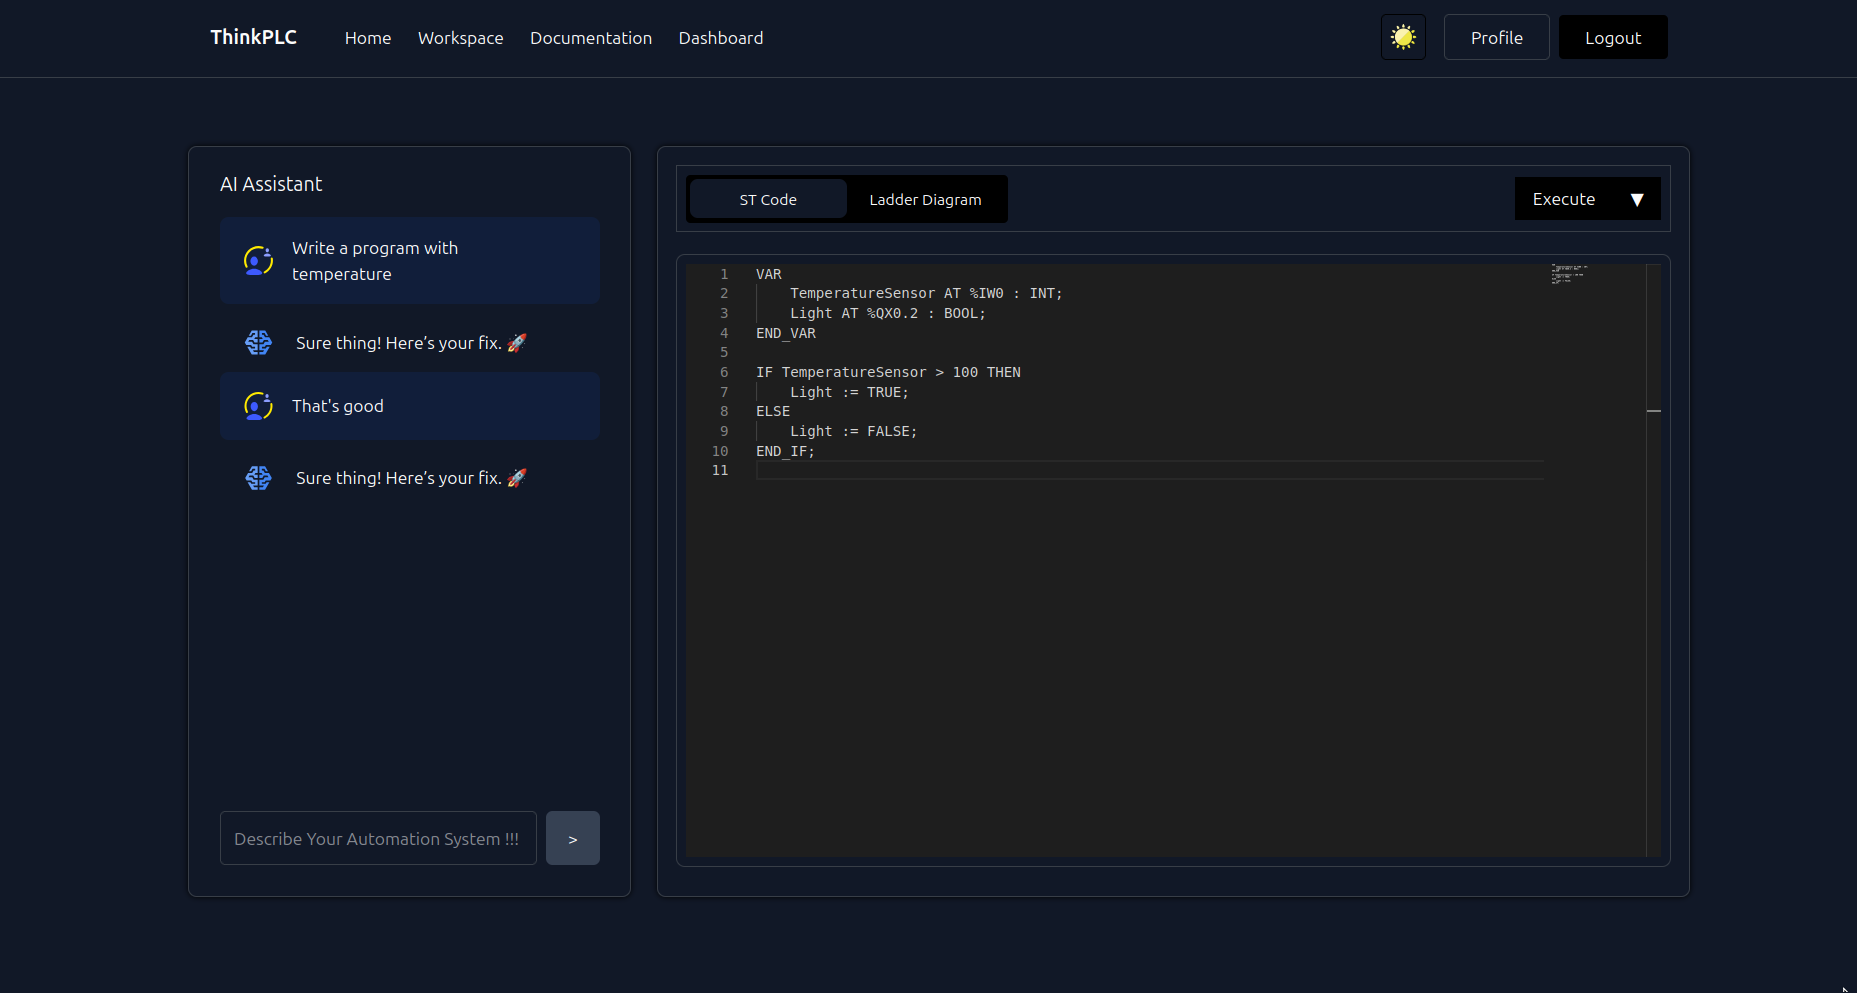 ThinkPLC Home Workspace Documentation Dashboard Profile Logout
AI Assistant
Write a program with
temperature
Sure thing! Here’s your fix. 🚀
That's good
Sure thing! Here’s your fix. 🚀
Describe Your Automation System !!!
>
ST Code Ladder Diagram Execute ▼
1 VAR
2     TemperatureSensor AT %IW0 : INT;
3     Light AT %QX0.2 : BOOL;
4 END_VAR
5
6 IF TemperatureSensor > 100 THEN
7     Light := TRUE;
8 ELSE
9     Light := FALSE;
10 END_IF;
11